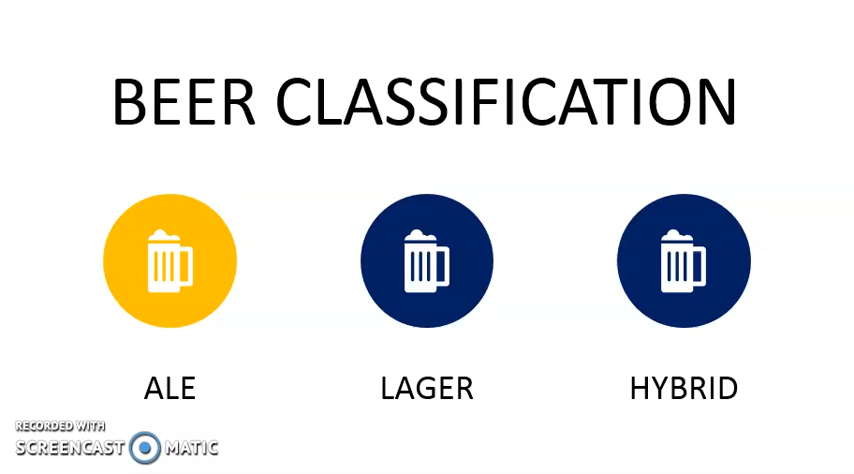 BEER CLASSIFICATION
ALE LAGER HYBRID
RECORDED WITH
SCREENCAST MATIC